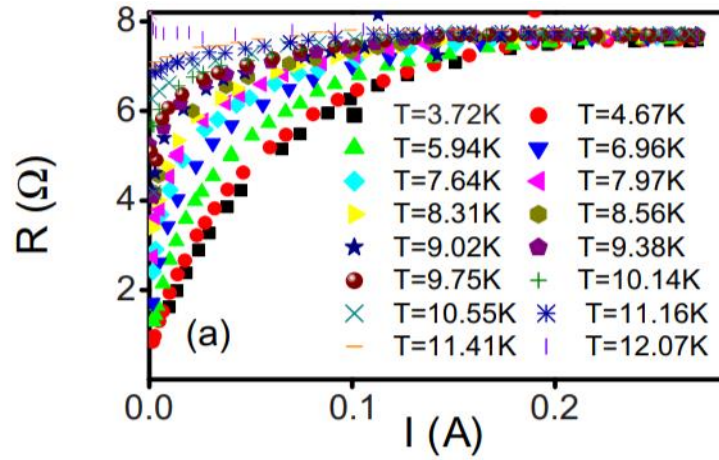 8
6
4
2
R (Ω)
T=3.72K T=4.67K
T=5.94K T=6.96K
T=7.64K T=7.97K
T=8.31K T=8.56K
T=9.02K T=9.38K
T=9.75K T=10.14K
T=10.55K T=11.16K
T=11.41K T=12.07K
(a)
0.0 0.1 0.2
I (A)